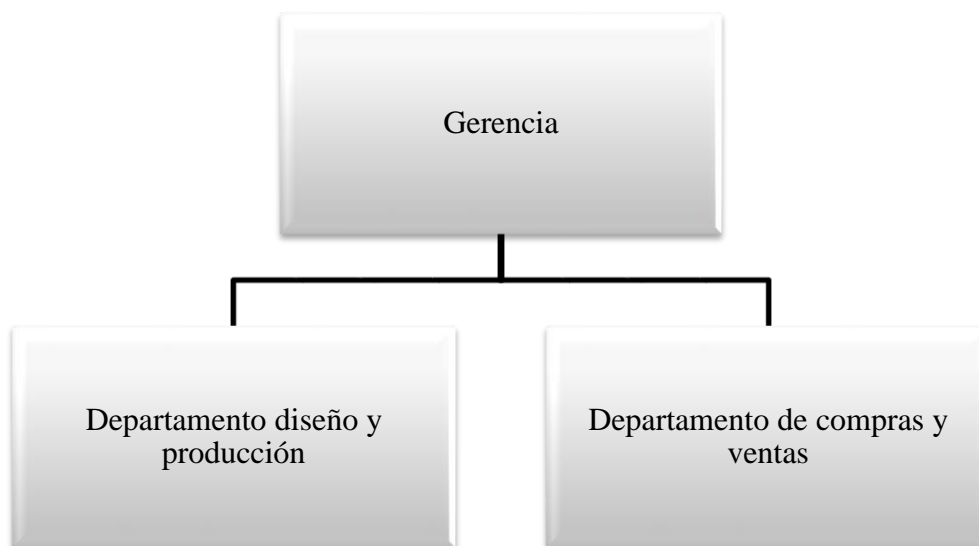 Gerencia
Departamento diseño y
producción
Departamento de compras y
ventas